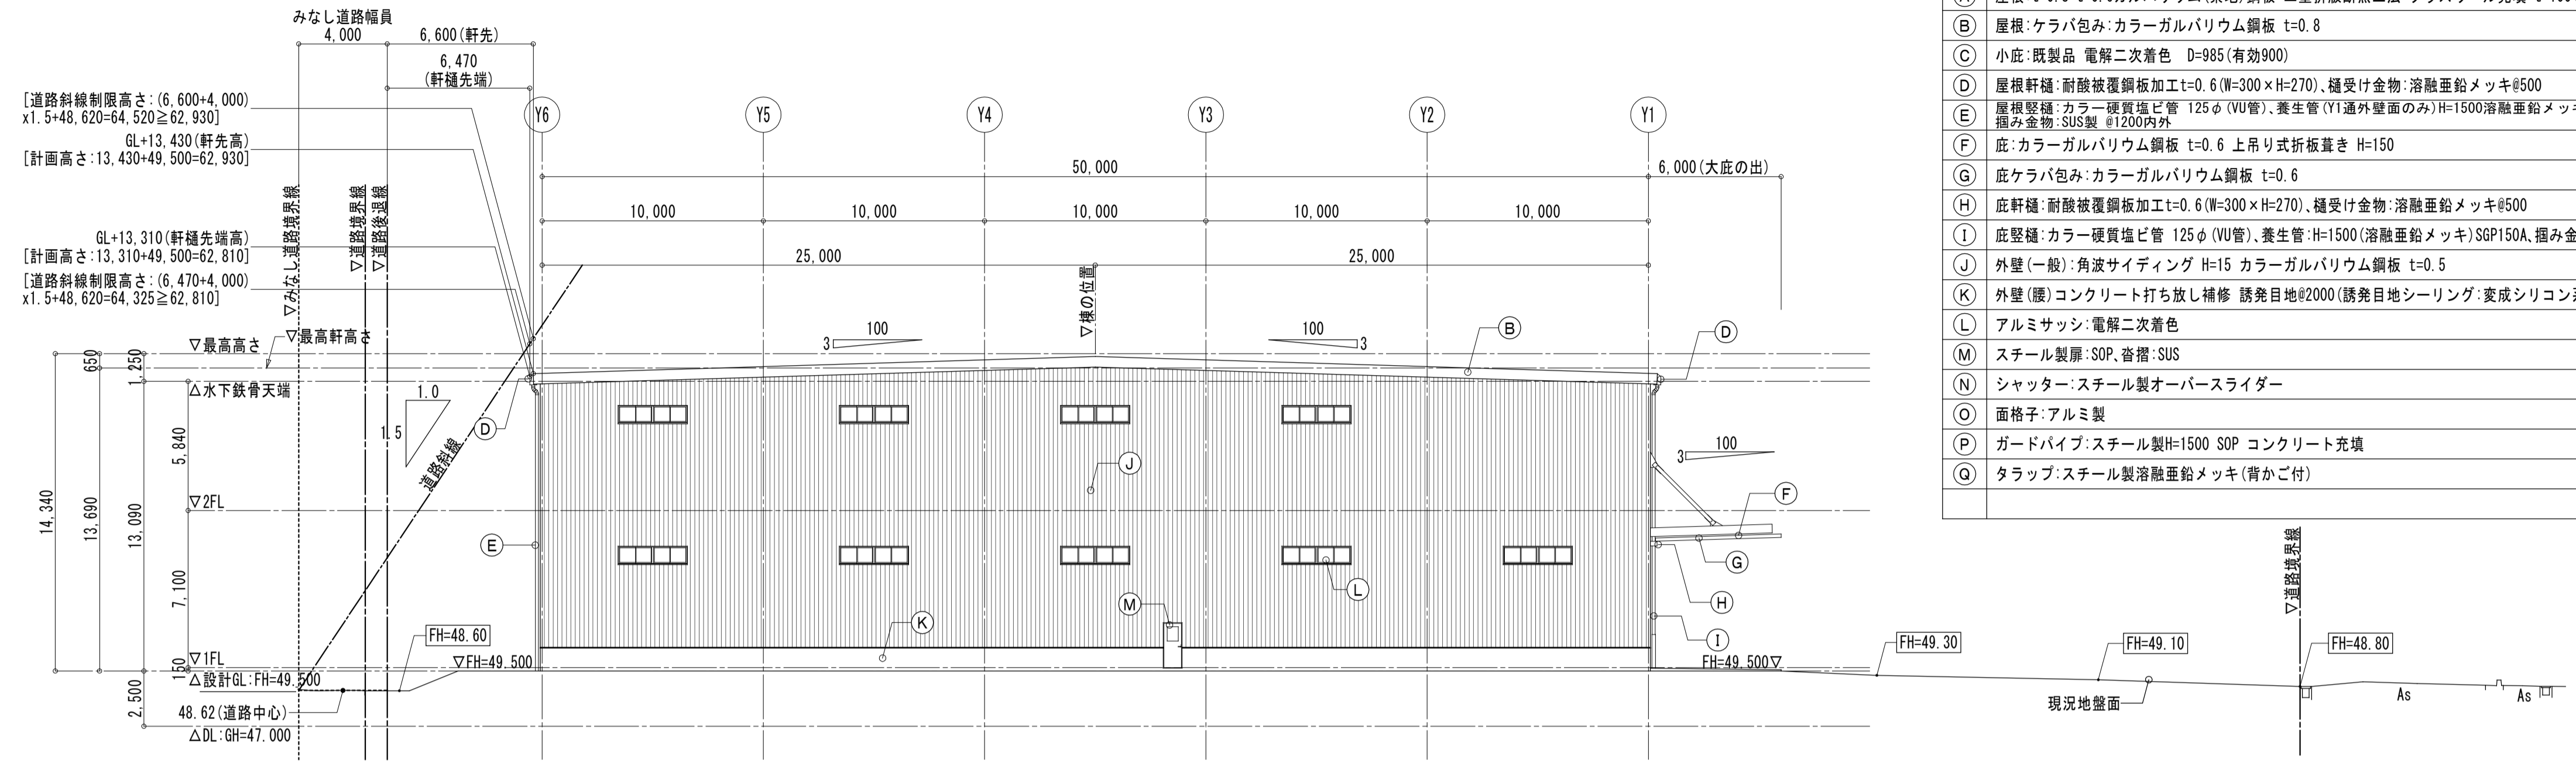 みなし道路幅員
4,000
6,600(軒先)
6,470
(軒樋先端)
[道路斜線制限高さ:(6,600+4,000)
x1.5+48,620=64,520≧62,930]
GL+13,430(軒先高)
[計画高さ:13,430+49,500=62,930]
GL+13,310(軒樋先端高)
[計画高さ:13,310+49,500=62,810]
[道路斜線制限高さ:(6,470+4,000)
x1.5+48,620=64,325≧62,810]
▽みなし道路境界線
▽道路境界線
▽道路後退線
Y6
Y5
Y4
Y3
Y2
Y1
50,000
6,000(大庇の出)
10,000
10,000
10,000
10,000
10,000
25,000
25,000
▽棟の位置
▽最高高さ
▽最高軒高さ
△水下鉄骨天端
650
1,250
14,340
13,690
13,090
5,840
7,100
150
2,500
1.0
1.5
道路斜線
3
100
100
3
3
100
▽2FL
▽1FL
△設計GL:FH=49.500
48.62(道路中心)
△DL:GH=47.000
FH=48.60
▽FH=49.500
FH=49.500▽
FH=49.30
FH=49.10
FH=48.80
▽道路境界線
現況地盤面
As
As
B
D
D
J
E
K
M
L
F
G
H
I
B 屋根:ケラバ包み:カラーガルバリウム鋼板 t=0.8
C 小庇:既製品 電解二次着色 D=985(有効900)
D 屋根軒樋:耐酸被覆鋼板加工t=0.6(W=300×H=270)、樋受け金物:溶融亜鉛メッキ@500
E 屋根竪樋:カラー硬質塩ビ管 125φ(VU管)、養生管(Y1通外壁面のみ)H=1500溶融亜鉛メッキ
掴み金物:SUS製 @1200内外
F 庇:カラーガルバリウム鋼板 t=0.6 上吊り式折板葺き H=150
G 庇ケラバ包み:カラーガルバリウム鋼板 t=0.6
H 庇軒樋:耐酸被覆鋼板加工t=0.6(W=300×H=270)、樋受け金物:溶融亜鉛メッキ@500
I 庇竪樋:カラー硬質塩ビ管 125φ(VU管)、養生管:H=1500(溶融亜鉛メッキ)SGP150A、掴み金
J 外壁(一般):角波サイディング H=15 カラーガルバリウム鋼板 t=0.5
K 外壁(腰)コンクリート打ち放し補修 誘発目地@2000(誘発目地シーリング:変成シリコン系
L アルミサッシ:電解二次着色
M スチール製扉:SOP、沓摺:SUS
N シャッター:スチール製オーバースライダー
O 面格子:アルミ製
P ガードパイプ:スチール製H=1500 SOP コンクリート充填
Q タラップ:スチール製溶融亜鉛メッキ(背かご付)